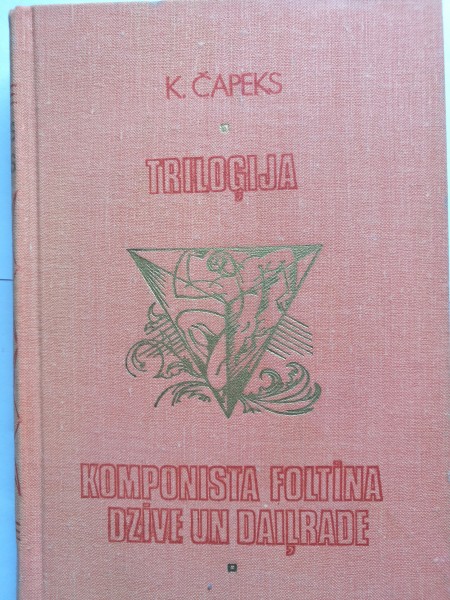 K. ČAPEKS
TRILOĢIJA
KOMPONISTA FOLTĪNA
DZĪVE UN DAIĻRADE